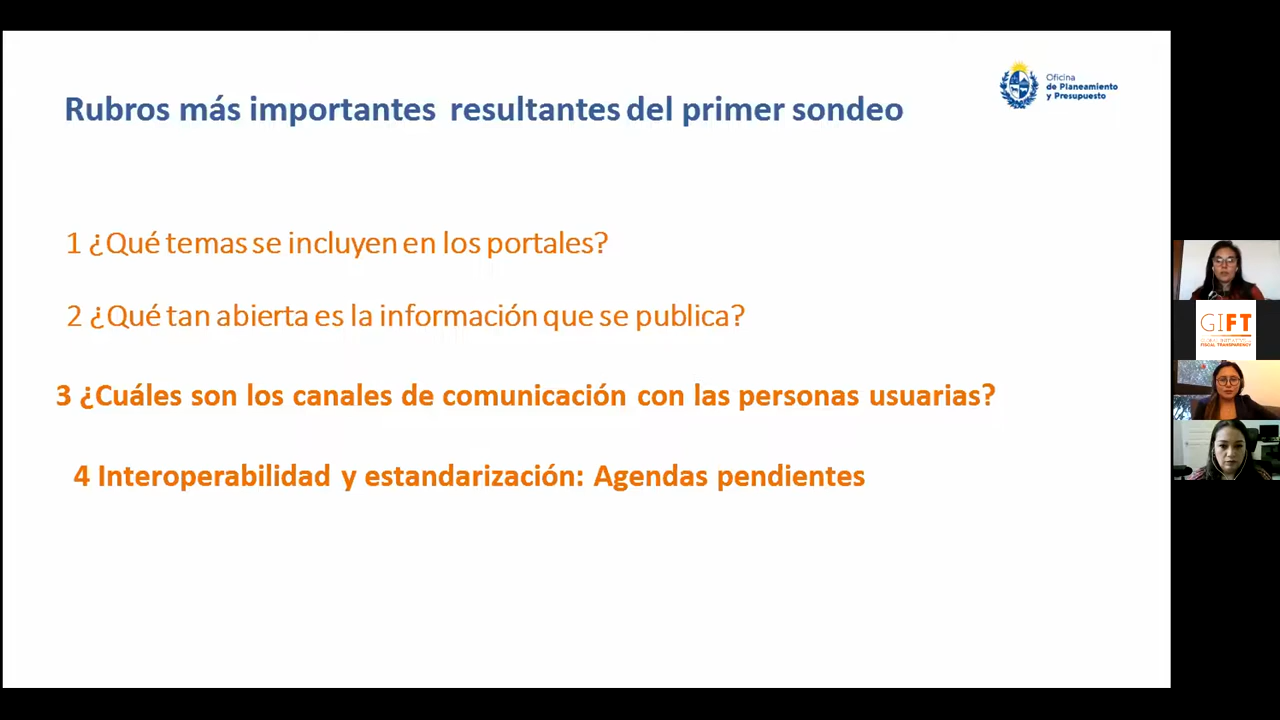 Rubros más importantes resultantes del primer sondeo
Oficina
de Planeamiento
y Presupuesto
1 ¿Qué temas se incluyen en los portales?
2 ¿Qué tan abierta es la información que se publica?
3 ¿Cuáles son los canales de comunicación con las personas usuarias?
4 Interoperabilidad y estandarización: Agendas pendientes
GIFT
FISCAL TRANSPARENCY